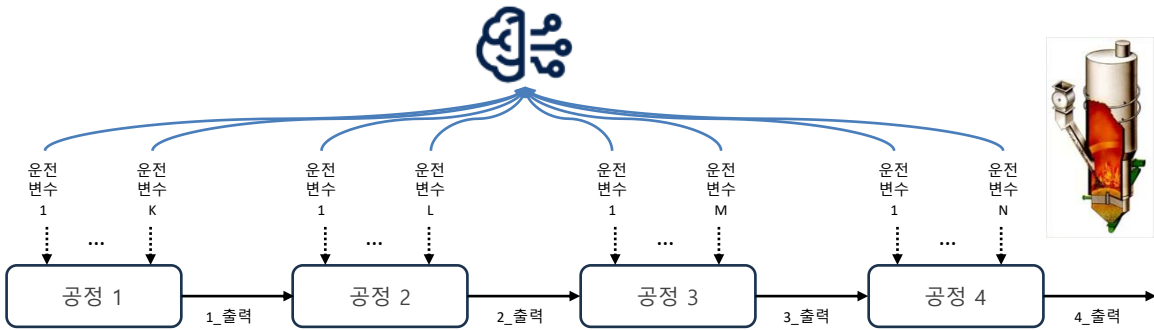 운전
변수
1
운전
변수
K
운전
변수
1
운전
변수
L
운전
변수
1
운전
변수
M
운전
변수
1
운전
변수
N
...
...
...
...
공정 1
공정 2
공정 3
공정 4
1_출력
2_출력
3_출력
4_출력